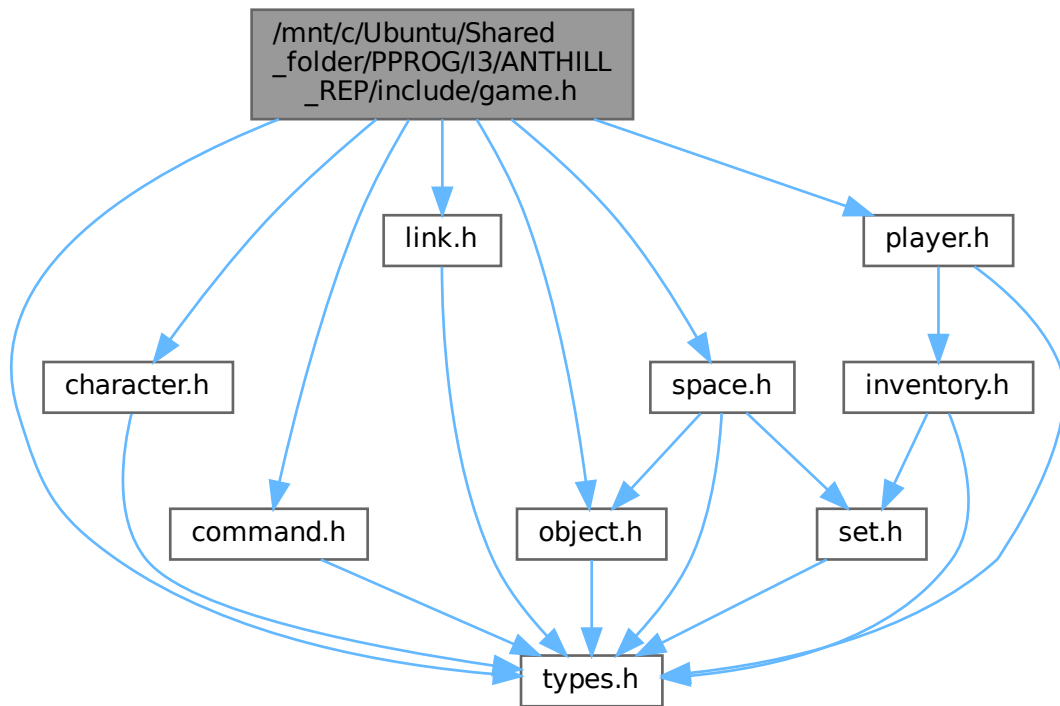 /mnt/c/Ubuntu/Shared
_folder/PPROG/I3/ANTHILL
_REP/include/game.h
link.h
player.h
character.h
space.h
inventory.h
command.h
object.h
set.h
types.h